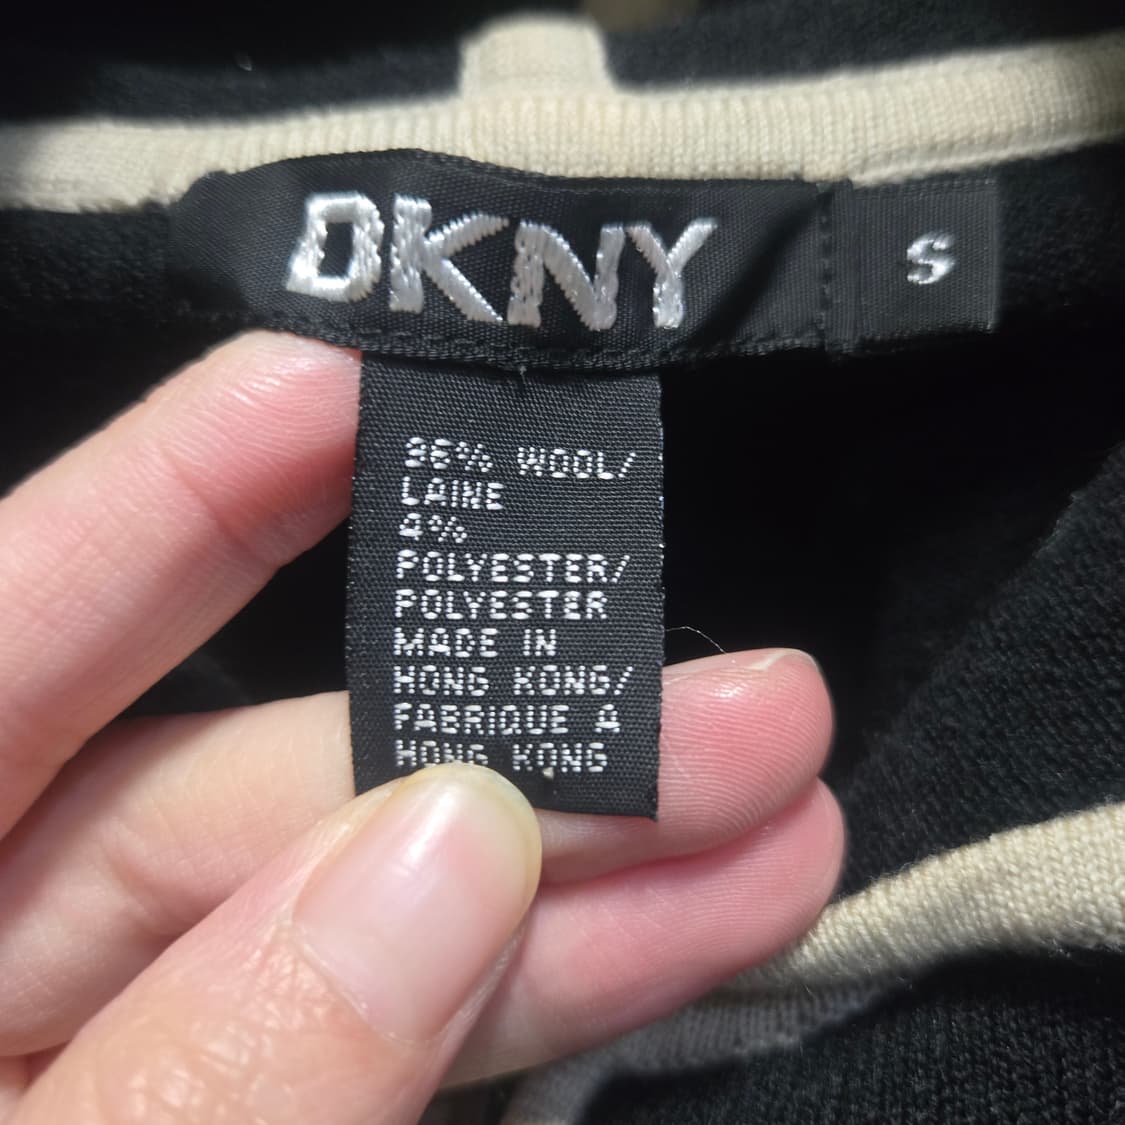 DKNY
S
96% WOOL/
LAINE
4%
POLYESTER/
POLYESTER
MADE IN
HONG KONG/
FABRIQUE A
HONG KONG